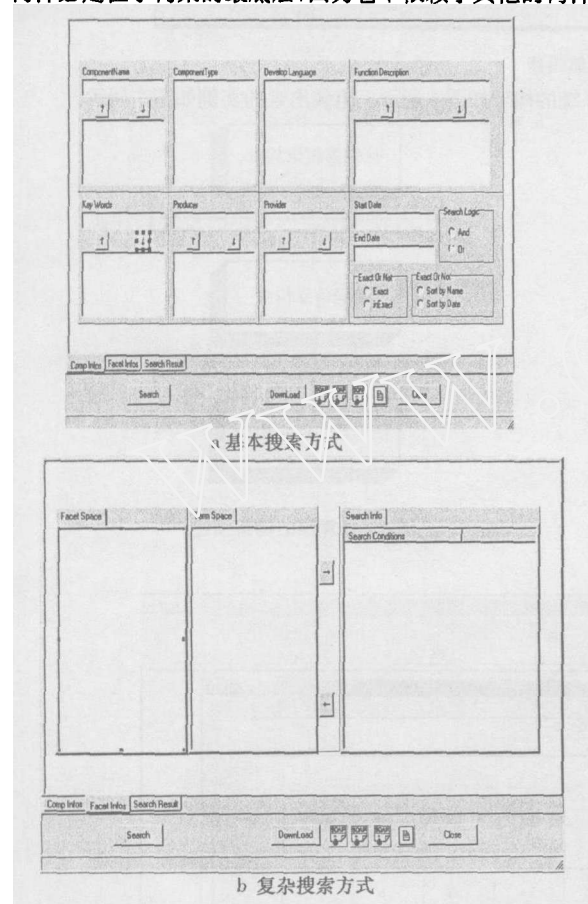 ComponentName ComponentType Develop Language Function Description
Key Words Producer Provider Start Date
Search Logic
And
End Date
Or
Exact Or Not Exact Or Not
Exact Sort by Name
InExact Sort by Date
Comp Infos Facet Infos Search Result
Search DownLoad Close
a 基本搜索方式
WWW
Facet Space Term Space Search Info
Search Conditions
Comp Infos Facet Infos Search Result
Search DownLoad Close
b 复杂搜索方式